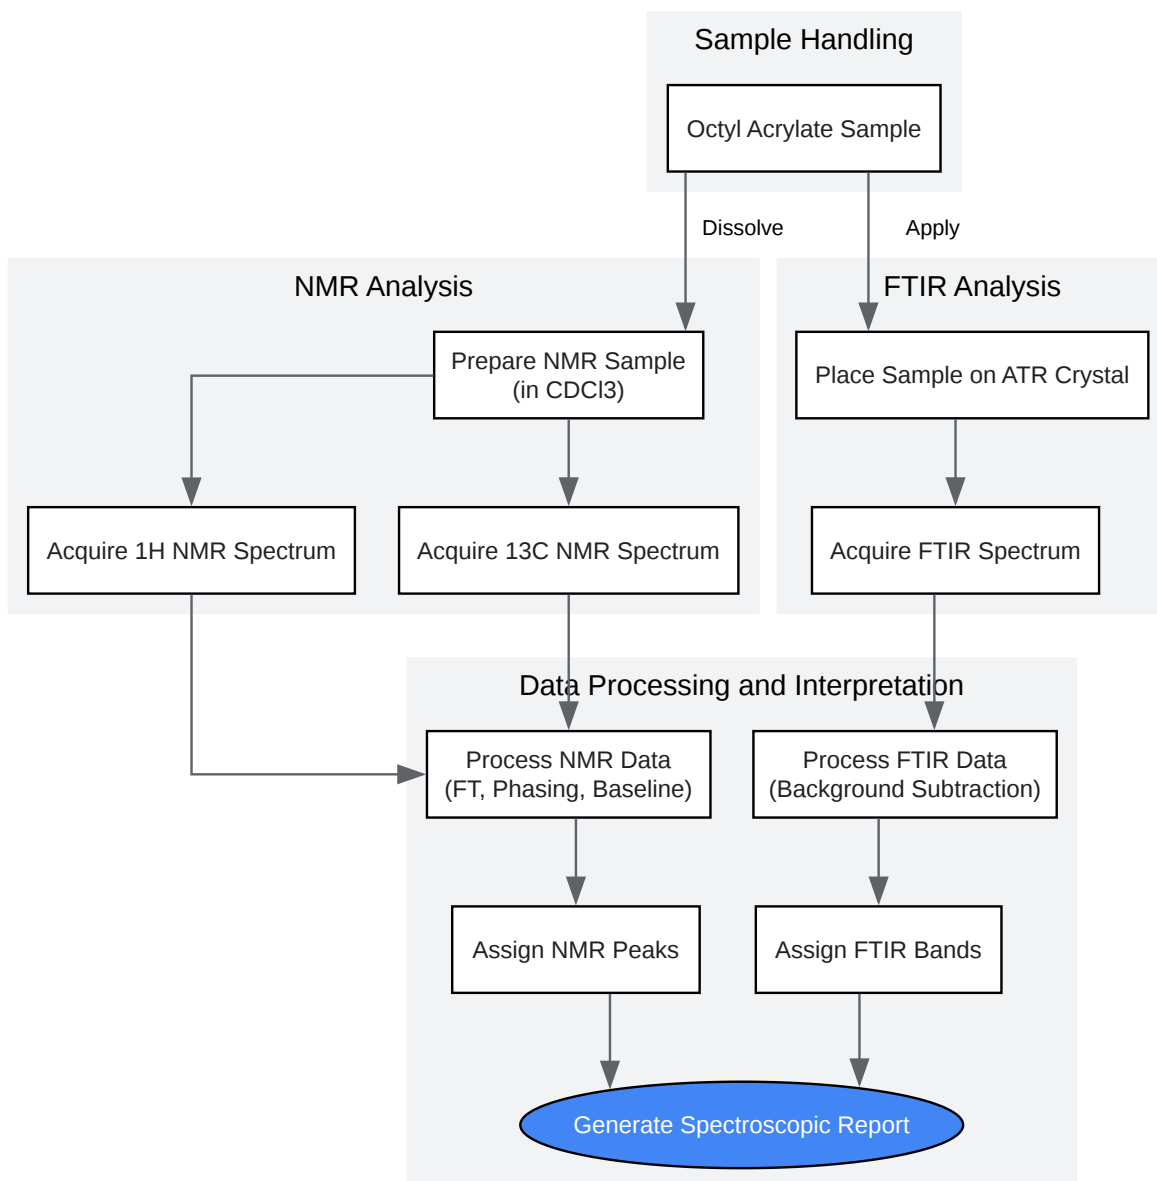 Sample Handling
Octyl Acrylate Sample
Dissolve
Apply
NMR Analysis
FTIR Analysis
Prepare NMR Sample
(in CDCl3)
Place Sample on ATR Crystal
Acquire 1H NMR Spectrum
Acquire 13C NMR Spectrum
Acquire FTIR Spectrum
Data Processing and Interpretation
Process NMR Data
(FT, Phasing, Baseline)
Process FTIR Data
(Background Subtraction)
Assign NMR Peaks
Assign FTIR Bands
Generate Spectroscopic Report